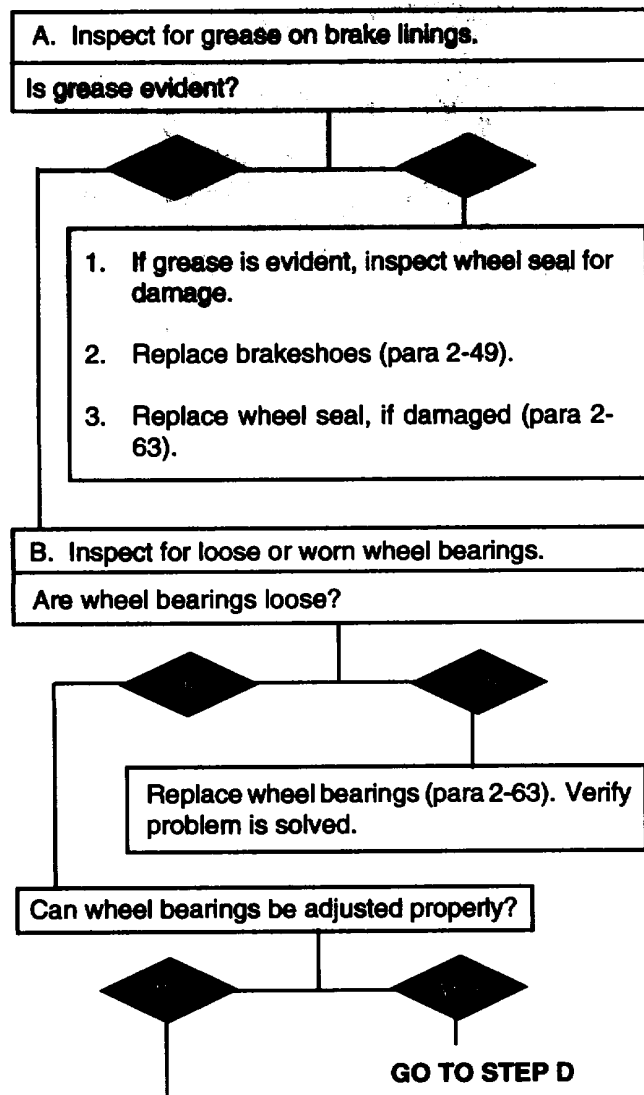 A. Inspect for grease on brake linings.
Is grease evident?
1. If grease is evident, inspect wheel seal for
damage.
2. Replace brakeshoes (para 2-49).
3. Replace wheel seal, if damaged (para 2-
63).
B. Inspect for loose or worn wheel bearings.
Are wheel bearings loose?
Replace wheel bearings (para 2-63). Verify
problem is solved.
Can wheel bearings be adjusted properly?
GO TO STEP D